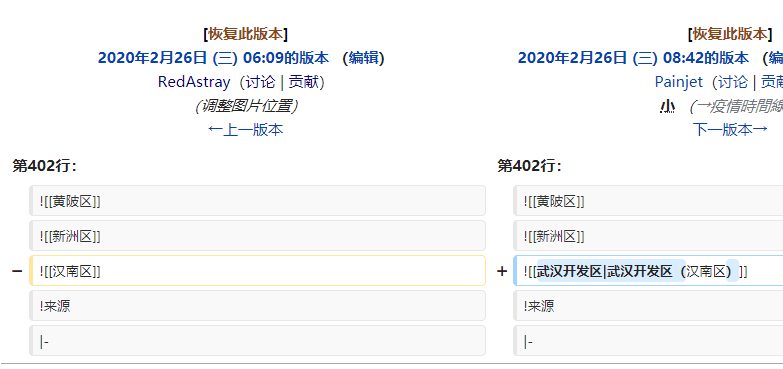 [恢复此版本]
2020年2月26日 (三) 06:09的版本 （编辑）
RedAstray（讨论 | 贡献）
（调整图片位置）
←上一版本
[恢复此版本]
2020年2月26日 (三) 08:42的版本 （编
Painjet（讨论 | 贡献
小 （→疫情時間線
下一版本→
第402行：
第402行：
![[黄陂区]]
![[黄陂区]]
![[新洲区]]
![[新洲区]]
− ![[汉南区]]
+ ![[武汉开发区|武汉开发区（汉南区）]]
!来源
!来源
|-
|-